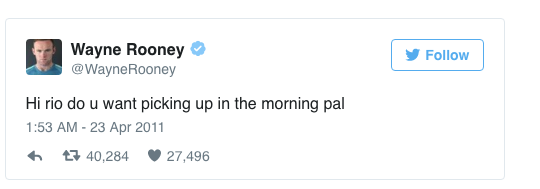 Wayne Rooney
@WayneRooney
Follow
Hi rio do u want picking up in the morning pal
1:53 AM - 23 Apr 2011
40,284 27,496